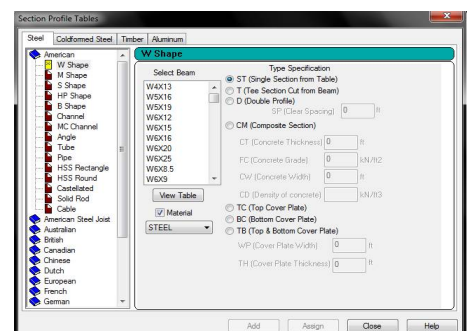 Section Profile Tables
Steel Coldformed Steel Timber Aluminum
American
W Shape
M Shape
S Shape
HP Shape
B Shape
Channel
MC Channel
Angle
Tube
Pipe
HSS Rectangle
HSS Round
Castellated
Solid Rod
Cable
American Steel Joist
Australian
British
Canadian
Chinese
Dutch
European
French
German
W Shape
Select Beam
W4X13
W5X16
W5X19
W6X12
W6X15
W6X16
W6X20
W6X25
W6X8.5
W6X9
View Table
Material
STEEL
Type Specification
ST (Single Section from Table)
T (Tee Section Cut from Beam)
D (Double Profile)
SP (Clear Spacing) 0 ft
CM (Composite Section)
CT (Concrete Thickness) 0 ft
FC (Concrete Grade) 0 kN/ft2
CW (Concrete Width) 0 ft
CD (Density of concrete) kN/ft3
TC (Top Cover Plate)
BC (Bottom Cover Plate)
TB (Top & Bottom Cover Plate)
WP (Cover Plate Width) 0 ft
TH (Cover Plate Thickness) 0 ft
Add Assign Close Help